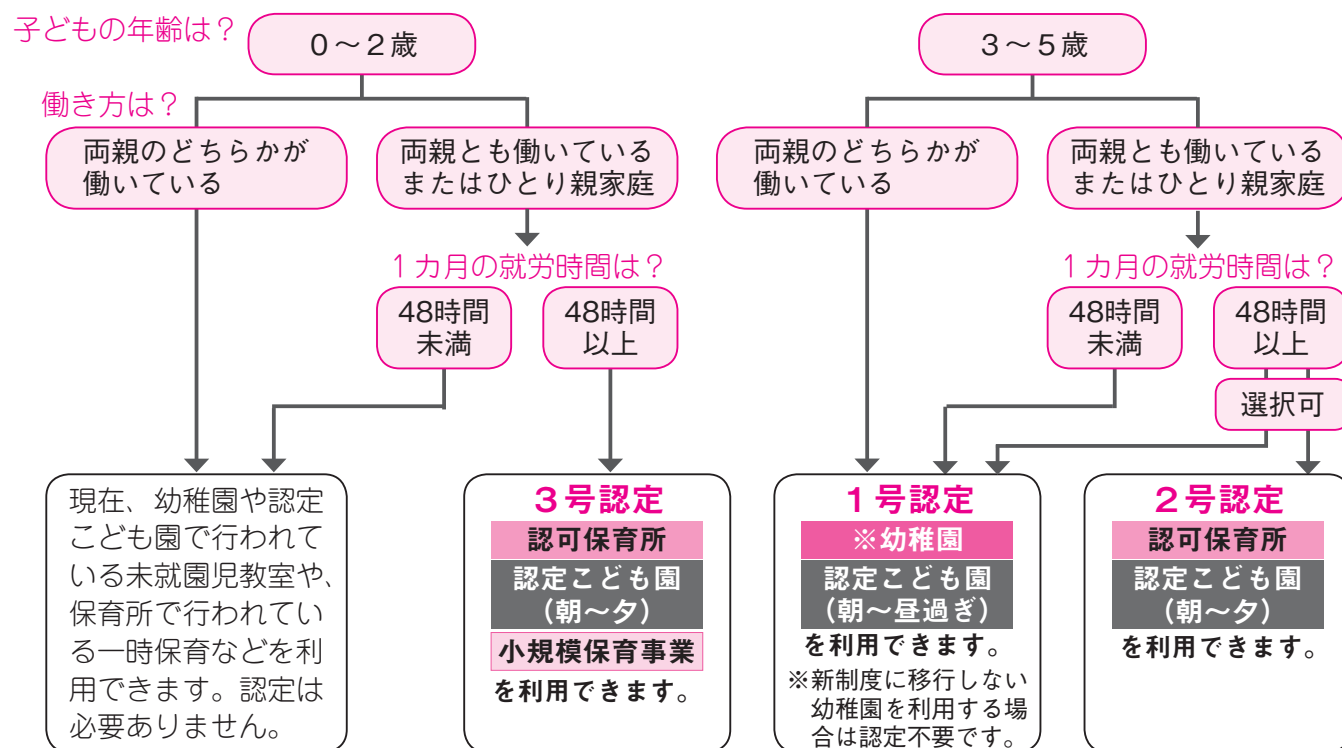 子どもの年齢は？
０～２歳
３～５歳
働き方は？
両親のどちらかが
働いている
両親とも働いている
またはひとり親家庭
両親のどちらかが
働いている
両親とも働いている
またはひとり親家庭
１カ月の就労時間は？
１カ月の就労時間は？
48時間
未満
48時間
以上
48時間
未満
48時間
以上
選択可
現在、幼稚園や認定
こども園で行われて
いる未就園児教室や、
保育所で行われてい
る一時保育などを利
用できます。認定は
必要ありません。
３号認定
認可保育所
認定こども園
（朝～夕）
小規模保育事業
を利用できます。
１号認定
※幼稚園
認定こども園
（朝～昼過ぎ）
を利用できます。
※新制度に移行しない
幼稚園を利用する場
合は認定不要です。
２号認定
認可保育所
認定こども園
（朝～夕）
を利用できます。